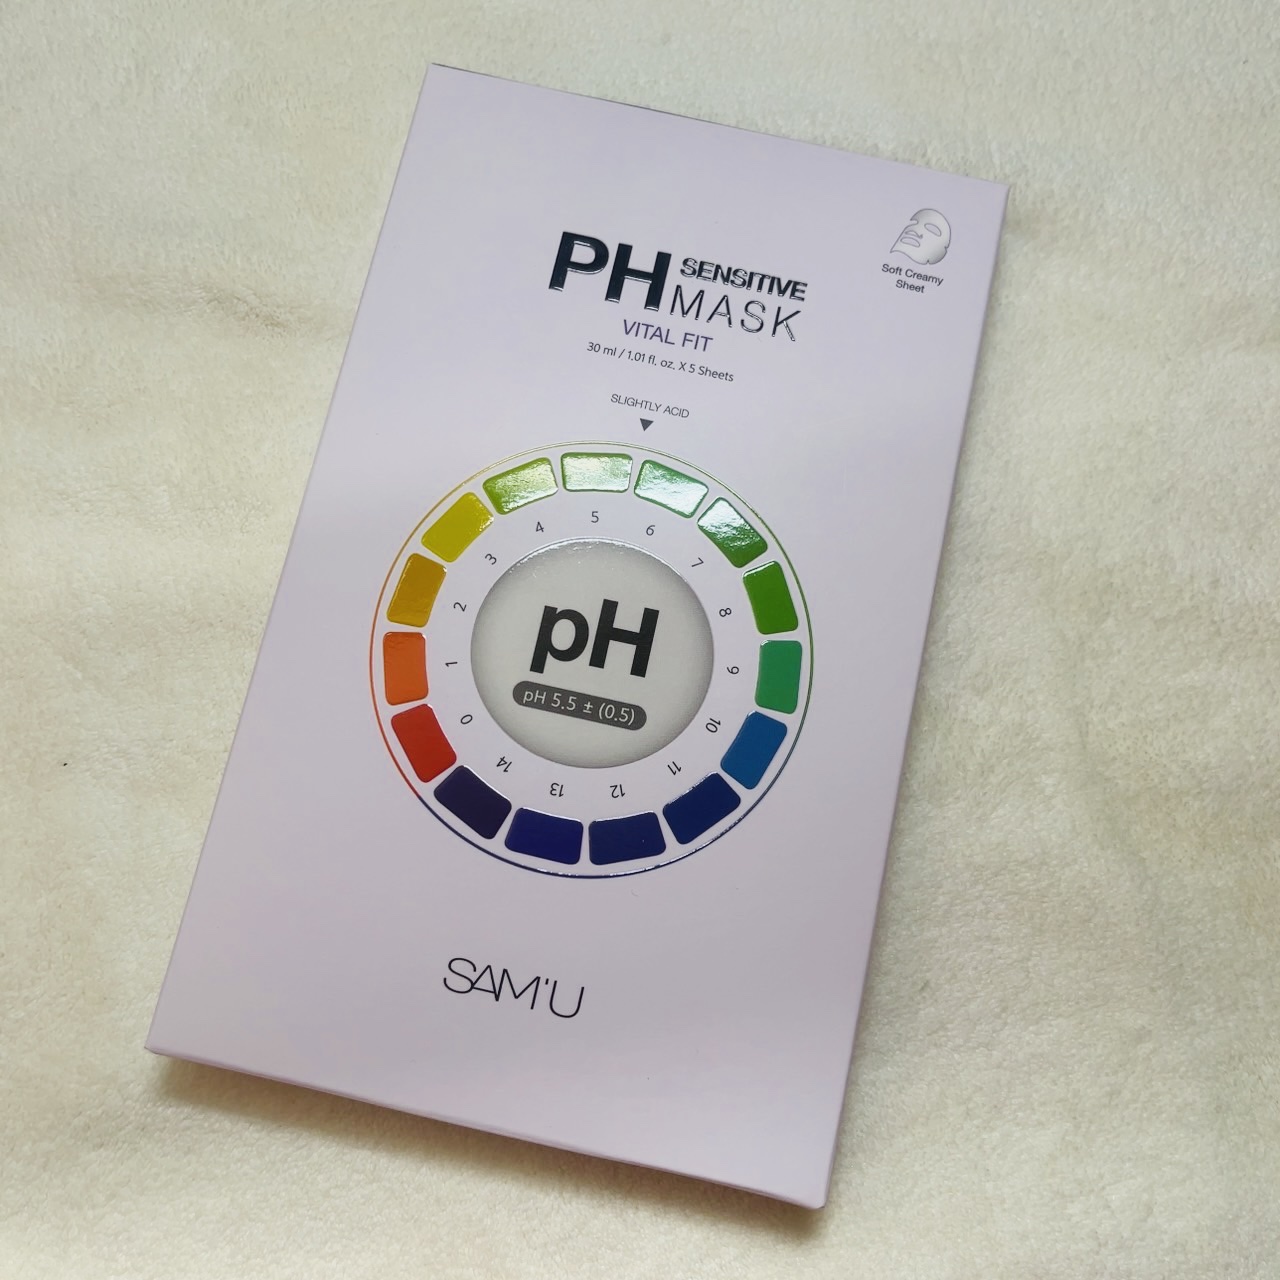 PH SENSITIVE MASK
VITAL FIT
30 ml / 1.01 fl. oz. X 5 Sheets
Soft Creamy
Sheet
SLIGHTLY ACID
0 1 2 3 4 5 6 7 8 9 10 11 12 13 14
pH
pH 5.5 ± (0.5)
SAM'U